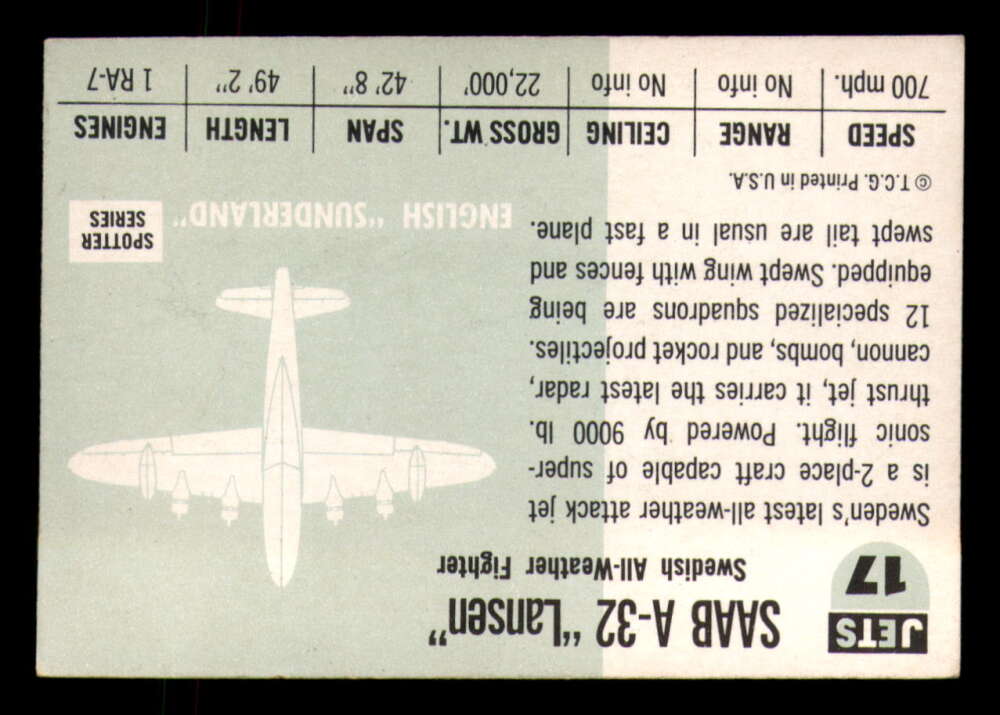 JETS
17
SAAB A-32 "Lansen"
Swedish All-Weather Fighter
Sweden's latest all-weather attack jet
is a 2-place craft capable of super-
sonic flight. Powered by 9000 lb.
thrust jet, it carries the latest radar,
cannon, bombs, and rocket projectiles.
12 specialized squadrons are being
equipped. Swept wing with fences and
swept tail are usual in a fast plane.
© T.C.G. Printed in U.S.A.
ENGLISH "SUNDERLAND"
SPOTTER
SERIES
SPEED RANGE CEILING GROSS WT. SPAN LENGTH ENGINES
700 mph. No info No info 22,000' 42' 8" 49' 2" 1 RA-7